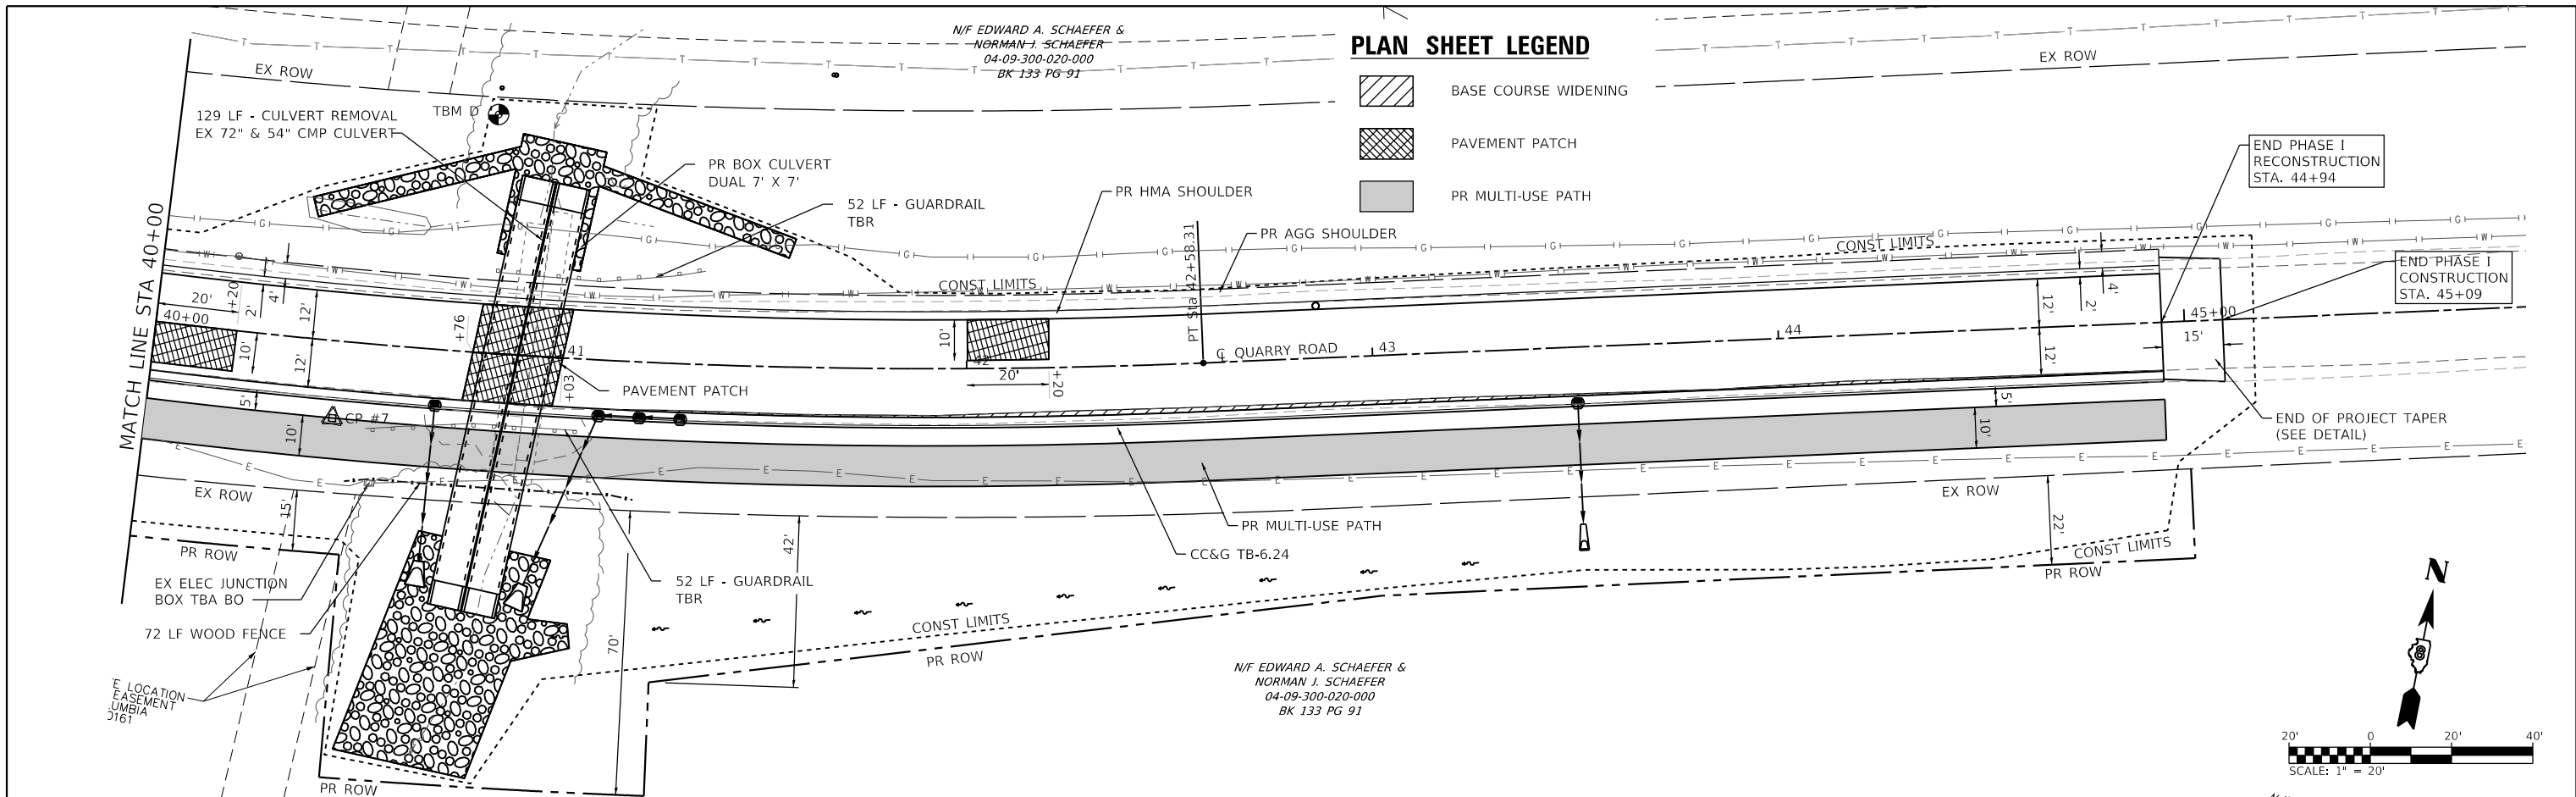 N/F EDWARD A. SCHAEFER &
NORMAN J. SCHAEFER
04-09-300-020-000
BK 133 PG 91
PLAN SHEET LEGEND
BASE COURSE WIDENING
PAVEMENT PATCH
PR MULTI-USE PATH
EX ROW
EX ROW
TBM D
129 LF - CULVERT REMOVAL
EX 72" & 54" CMP CULVERT
PR BOX CULVERT
DUAL 7' X 7'
52 LF - GUARDRAIL
TBR
PR HMA SHOULDER
PR AGG SHOULDER
PT Sta 42+58.31
CONST LIMITS
CONST LIMITS
END PHASE I
RECONSTRUCTION
STA. 44+94
END PHASE I
CONSTRUCTION
STA. 45+09
MATCH LINE STA 40+00
20'
+20
2'
4'
12'
40+00
10'
12'
+76
41
+03
PAVEMENT PATCH
10'
42
20'
+20
℄ QUARRY ROAD
43
44
12'
12'
2'
4'
45+00
15'
5'
10'
CP #7
5'
10'
END OF PROJECT TAPER
(SEE DETAIL)
EX ROW
15'
PR ROW
EX ELEC JUNCTION
BOX TBA BO
72 LF WOOD FENCE
E LOCATION
EASEMENT
UMBIA
0161
PR ROW
70'
42'
52 LF - GUARDRAIL
TBR
CONST LIMITS
PR ROW
PR MULTI-USE PATH
CC&G TB-6.24
EX ROW
22'
CONST LIMITS
PR ROW
N/F EDWARD A. SCHAEFER &
NORMAN J. SCHAEFER
04-09-300-020-000
BK 133 PG 91
N
8
20' 0 20' 40'
SCALE: 1" = 20'